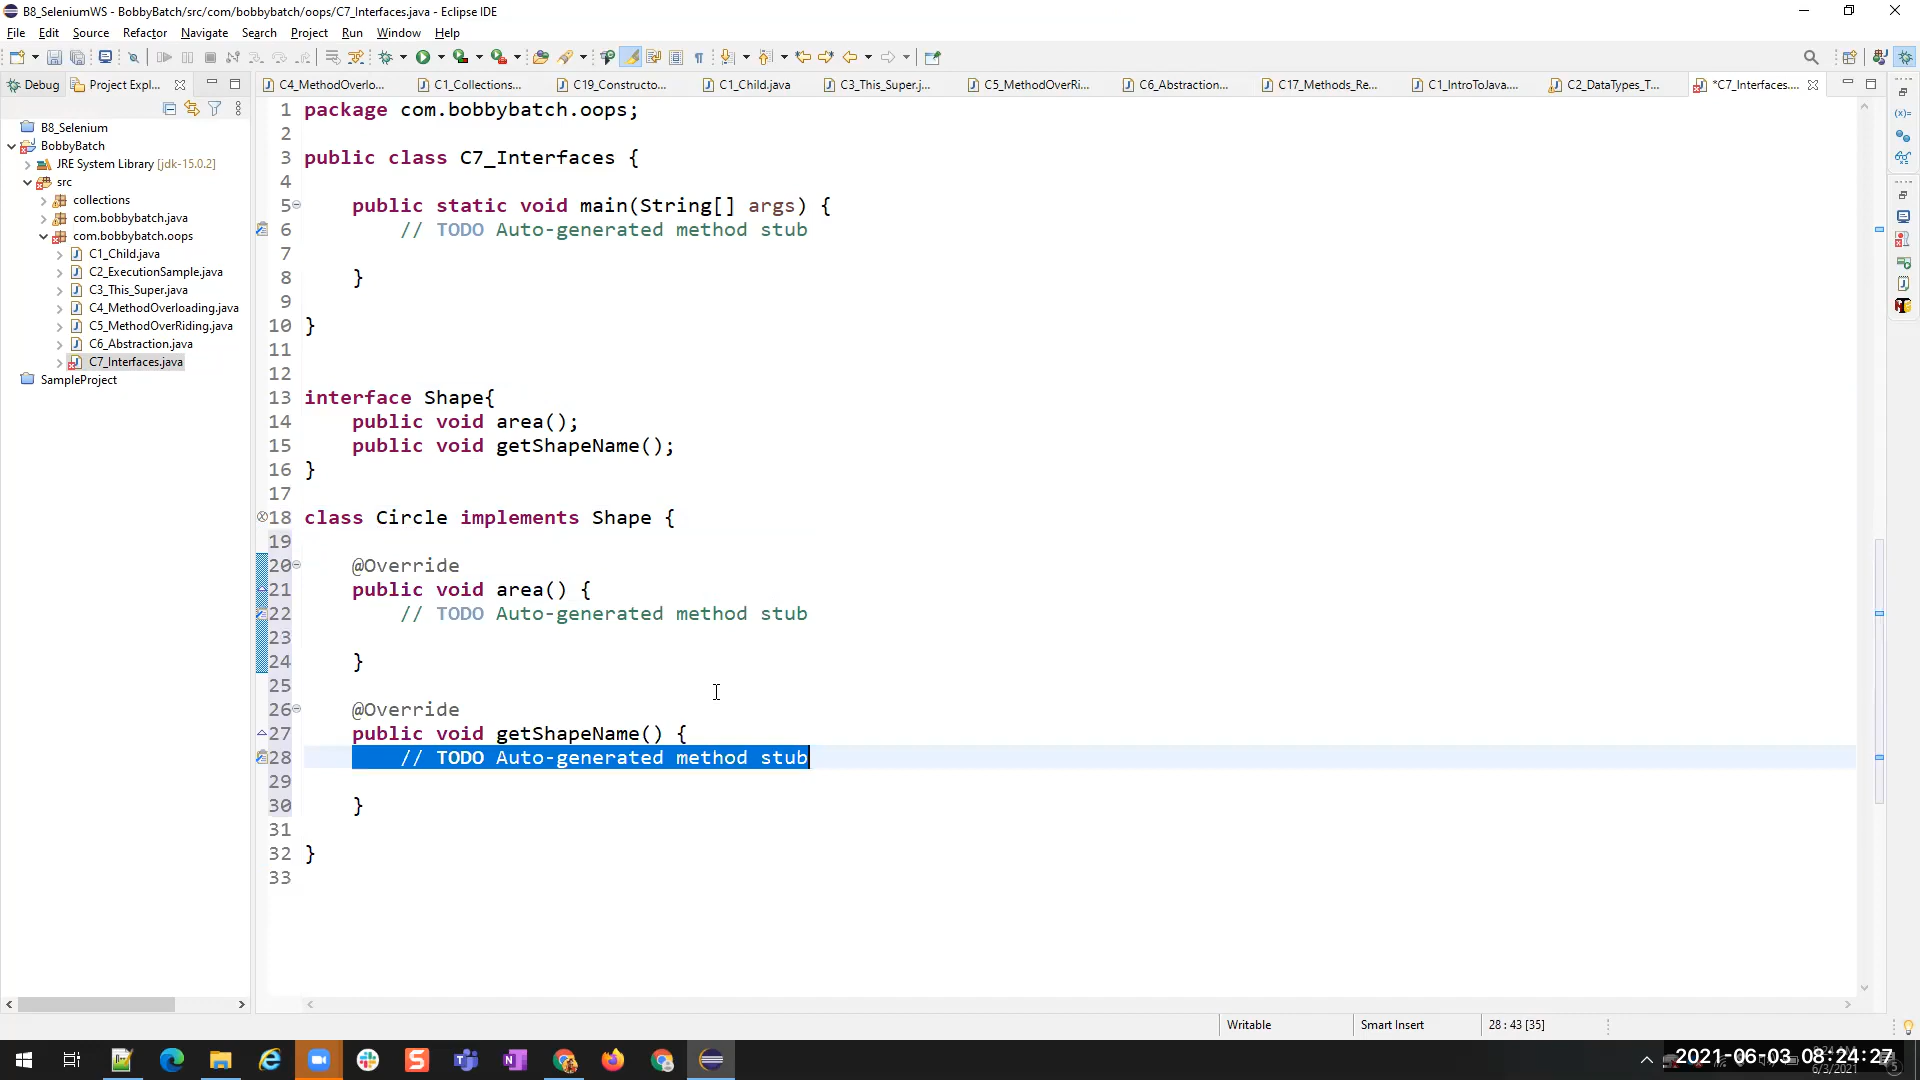 B8_SeleniumWS - BobbyBatch/src/com/bobbybatch/oops/C7_Interfaces.java - Eclipse IDE
File Edit Source Refactor Navigate Search Project Run Window Help
Debug Project Expl...
C4_MethodOverlo... C1_Collections... C19_Constructo... C1_Child.java C3_This_Super.j... C5_MethodOverRi... C6_Abstraction... C17_Methods_Re... C1_IntroToJava.... C2_DataTypes_T... *C7_Interfaces....
B8_Selenium
BobbyBatch
JRE System Library [jdk-15.0.2]
src
collections
com.bobbybatch.java
com.bobbybatch.oops
C1_Child.java
C2_ExecutionSample.java
C3_This_Super.java
C4_MethodOverloading.java
C5_MethodOverRiding.java
C6_Abstraction.java
C7_Interfaces.java
SampleProject
1 package com.bobbybatch.oops;
2
3 public class C7_Interfaces {
4
5 public static void main(String[] args) {
6 // TODO Auto-generated method stub
7
8 }
9
10 }
11
12
13 interface Shape{
14 public void area();
15 public void getShapeName();
16 }
17
18 class Circle implements Shape {
19
20 @Override
21 public void area() {
22 // TODO Auto-generated method stub
23
24 }
25
26 @Override
27 public void getShapeName() {
28 // TODO Auto-generated method stub
29
30 }
31
32 }
33
Writable Smart Insert 28 : 43 [35]
2021-06-03 08:24:27
6/3/2021